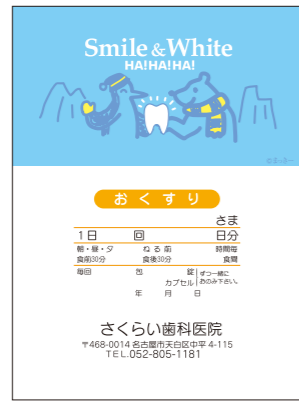 Smile & White
HA!HA!HA!
おくすり
さま
1日 回 日分
朝・昼・夕 ねる前 時間毎
食前30分 食後30分 食間
毎回 包 錠 ずつ一緒に
カプセル おのみ下さい。
年 月 日
さくらい歯科医院
〒468-0014 名古屋市天白区中平 4-115
TEL.052-805-1181